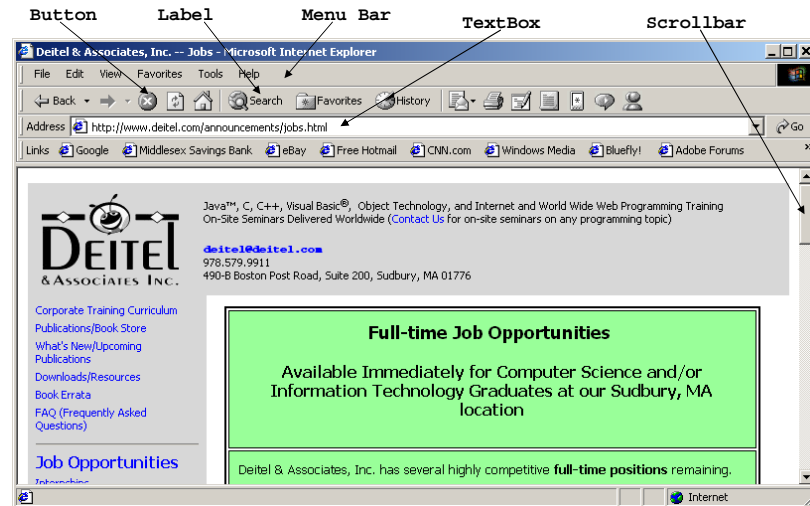 Button Label Menu Bar TextBox Scrollbar
Deitel & Associates, Inc. -- Jobs - Microsoft Internet Explorer
File Edit View Favorites Tools Help
Back Search Favorites History
Address http://www.deitel.com/announcements/jobs.html Go
Links Google Middlesex Savings Bank eBay Free Hotmail CNN.com Windows Media Bluefly! Adobe Forums »
DEITEL
& ASSOCIATES INC.
Java™, C, C++, Visual Basic®, Object Technology, and Internet and World Wide Web Programming Training
On-Site Seminars Delivered Worldwide (Contact Us for on-site seminars on any programming topic)
deitel@deitel.com
978.579.9911
490-B Boston Post Road, Suite 200, Sudbury, MA 01776
Corporate Training Curriculum
Publications/Book Store
What's New/Upcoming
Publications
Downloads/Resources
Book Errata
FAQ (Frequently Asked
Questions)
Job Opportunities
Internships
Full-time Job Opportunities
Available Immediately for Computer Science and/or
Information Technology Graduates at our Sudbury, MA
location
Deitel & Associates, Inc. has several highly competitive full-time positions remaining.
Internet